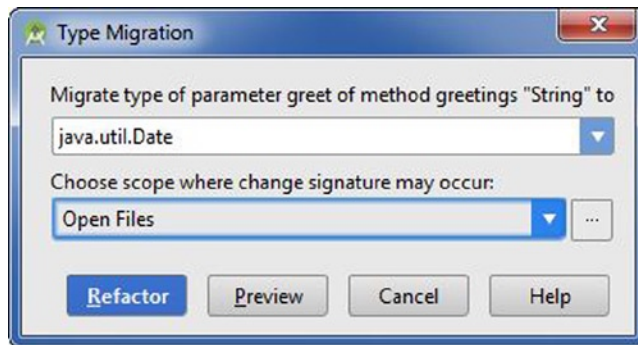 Type Migration
Migrate type of parameter greet of method greetings "String" to
java.util.Date
Choose scope where change signature may occur:
Open Files
...
Refactor Preview Cancel Help